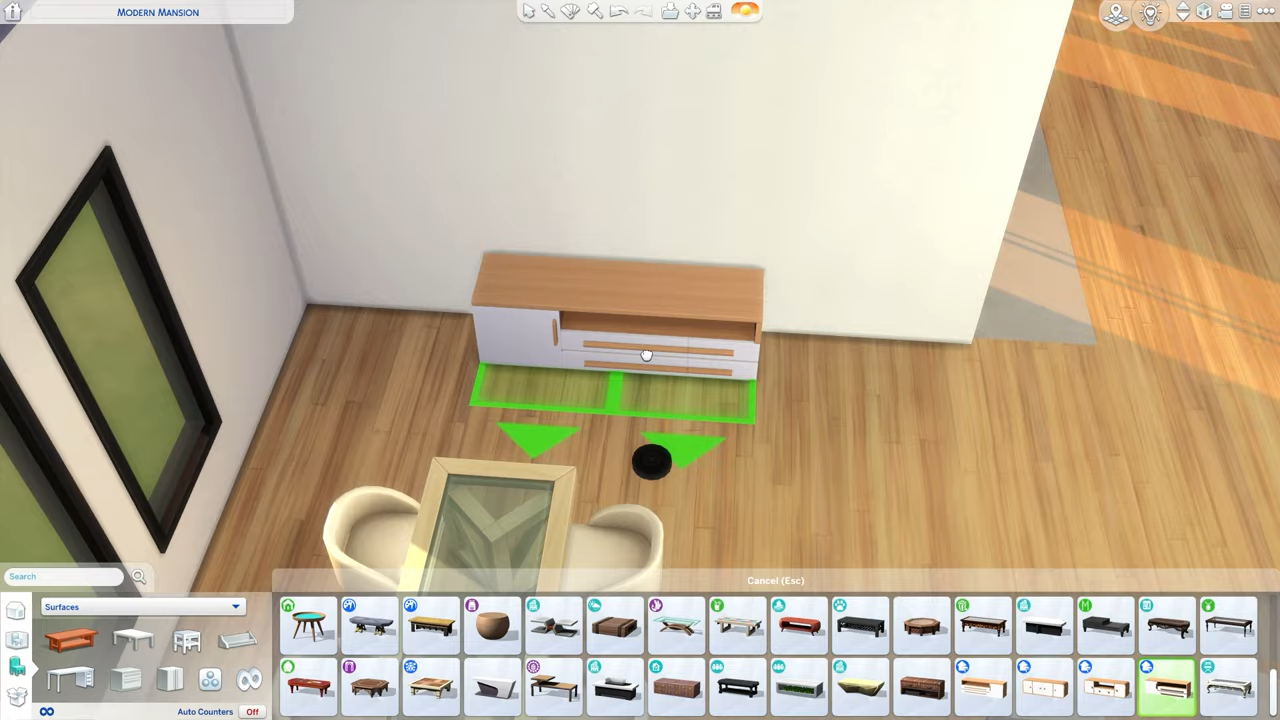 MODERN MANSION
Cancel (Esc)
Search
Surfaces
Auto Counters Off